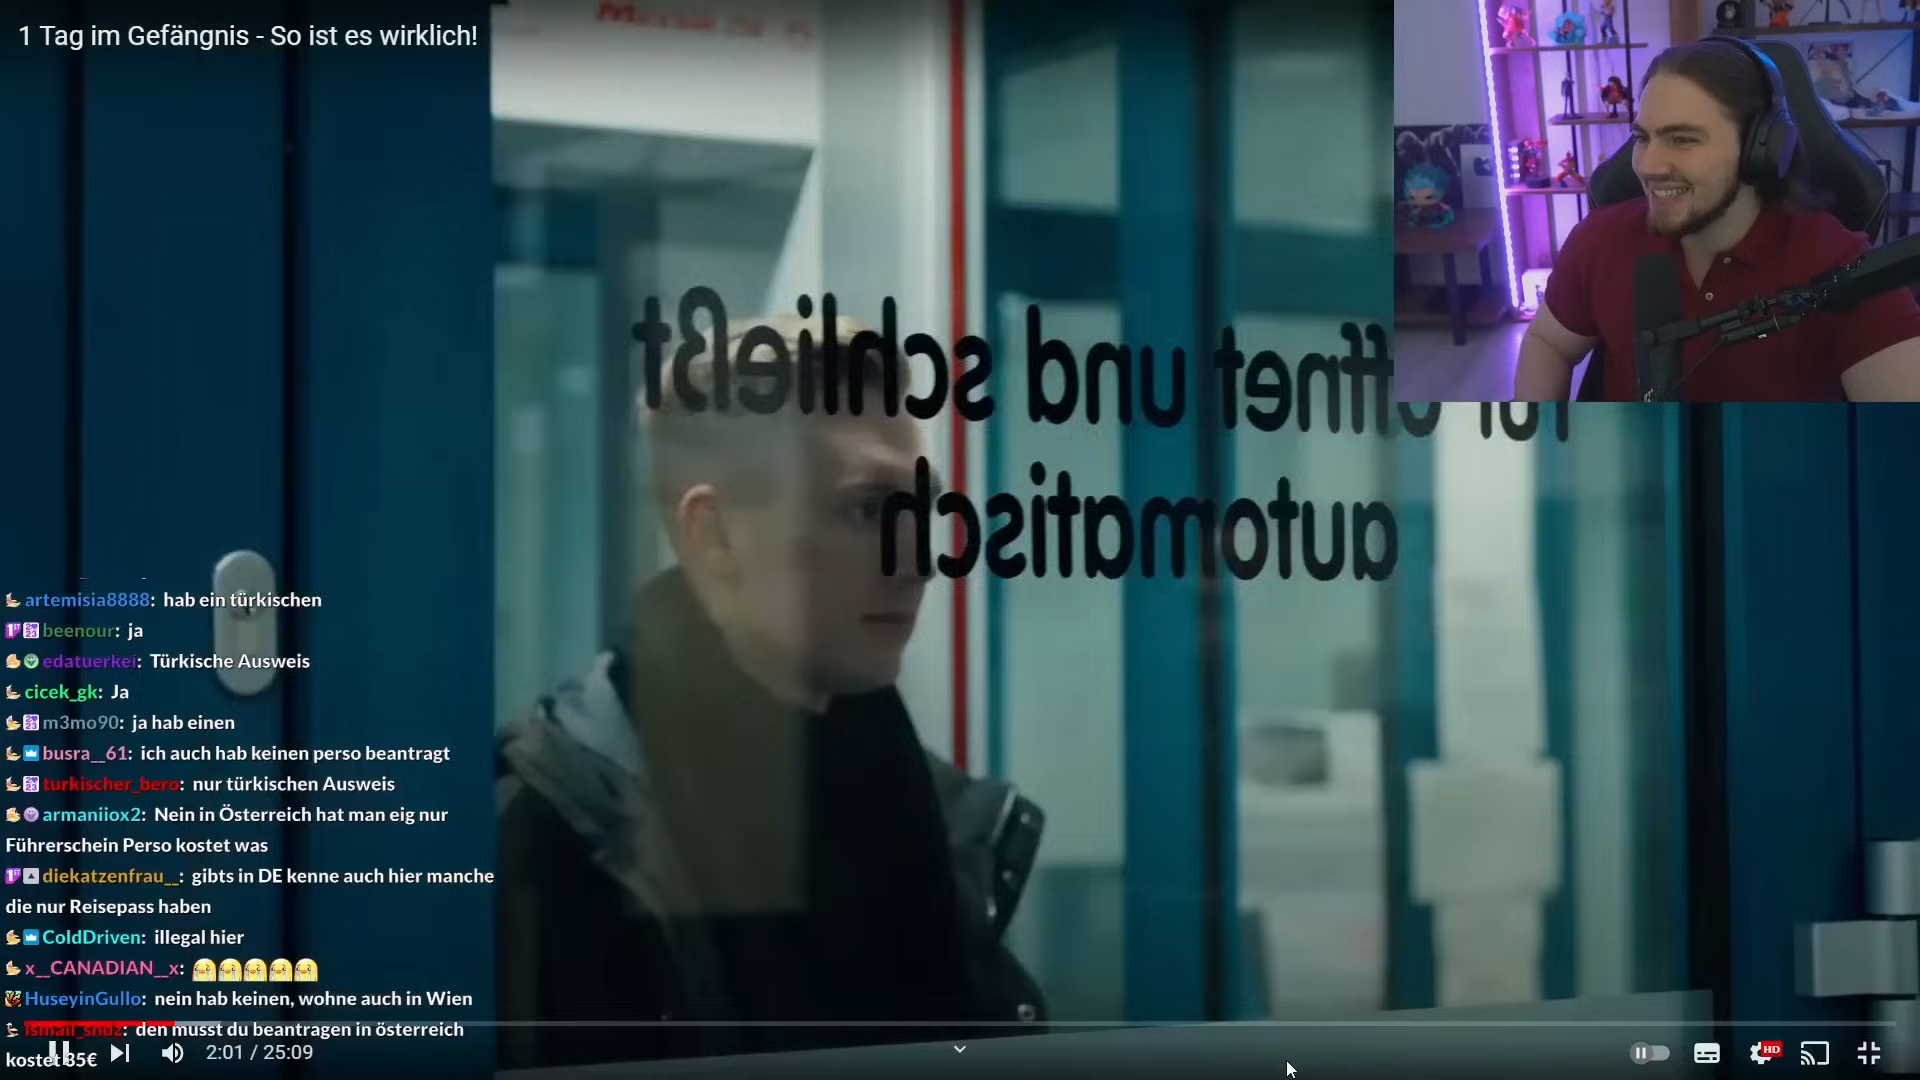 1 Tag im Gefängnis - So ist es wirklich!
öffnet und schließt
automatisch
artemisia8888: hab ein türkischen
beenour: ja
edatuerkei: Türkische Ausweis
cicek_gk: Ja
m3mo90: ja hab einen
busra__61: ich auch hab keinen perso beantragt
turkischer_bero: nur türkischen Ausweis
armaniiox2: Nein in Österreich hat man eig nur
Führerschein Perso kostet was
diekatzenfrau__: gibts in DE kenne auch hier manche
die nur Reisepass haben
ColdDriven: illegal hier
x__CANADIAN__x:
HuseyinGullo: nein hab keinen, wohne auch in Wien
den musst du beantragen in österreich
kostet 85€
2:01 / 25:09
HD